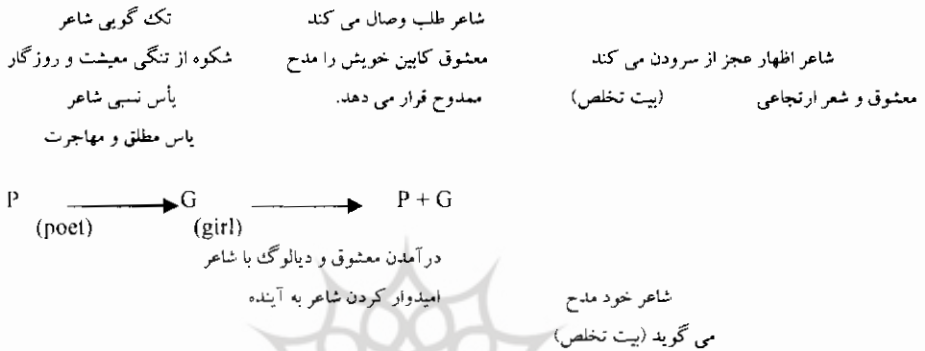 تک گویی شاعر
شکوه از تنگی معیشت و روزگار
یأس نسبی شاعر
یاس مطلق و مهاجرت
شاعر طلب وصال می کند
معشوق کابین خویش را مدح
ممدوح قرار می دهد.
شاعر اظهار عجز از سرودن می کند
معشوق و شعر ارتجاعی (بیت تخلص)
P → G → P + G
(poet) (girl)
درآمدن معشوق و دیالوگ با شاعر
امیدوار کردن شاعر به آینده
شاعر خود مدح
می گوید (بیت تخلص)